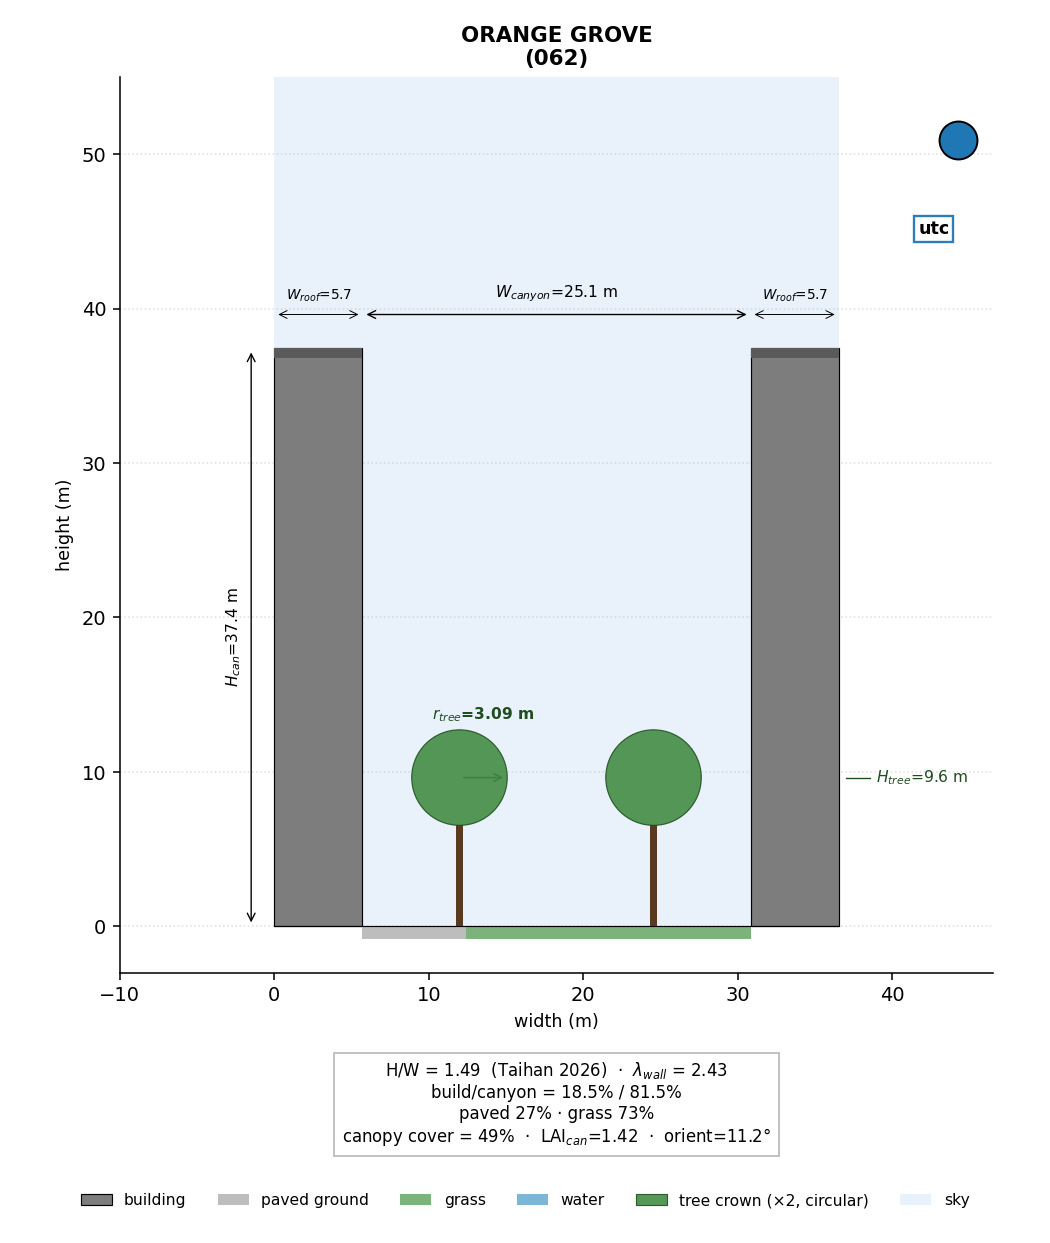 ORANGE GROVE
(062)
50
40
30
20
10
0
height (m)
utc
W_roof=5.7
W_canyon=25.1 m
W_roof=5.7
H_can=37.4 m
r_tree=3.09 m
H_tree=9.6 m
−10
0
10
20
30
40
width (m)
H/W = 1.49 (Taihan 2026) · λ_wall = 2.43
build/canyon = 18.5% / 81.5%
paved 27% · grass 73%
canopy cover = 49% · LAI_can=1.42 · orient=11.2°
building
paved ground
grass
water
tree crown (×2, circular)
sky